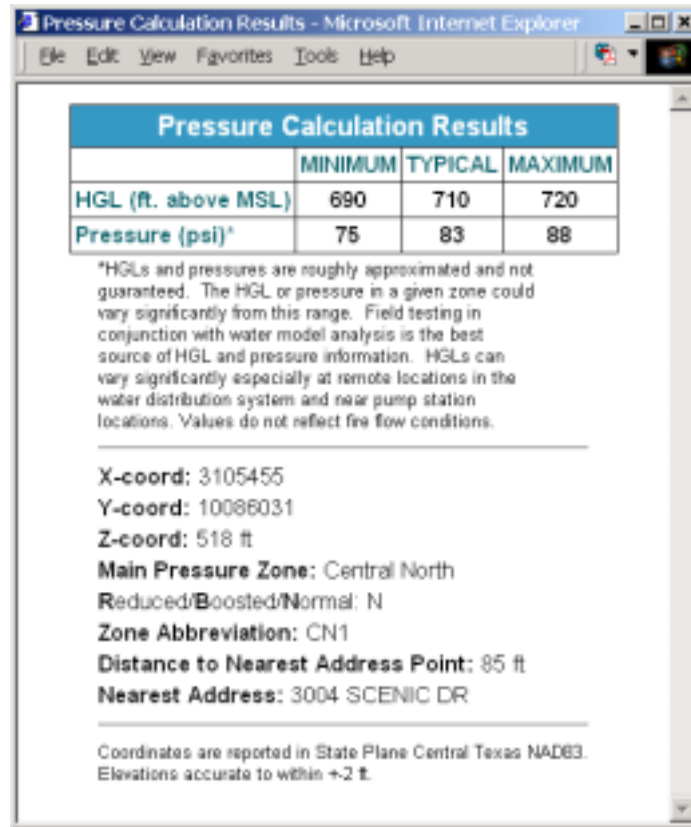 Pressure Calculation Results - Microsoft Internet Explorer
File Edit View Favorites Tools Help
Pressure Calculation Results
MINIMUM TYPICAL MAXIMUM
HGL (ft. above MSL) 690 710 720
Pressure (psi)* 75 83 88
*HGLs and pressures are roughly approximated and not
guaranteed. The HGL or pressure in a given zone could
vary significantly from this range. Field testing in
conjunction with water model analysis is the best
source of HGL and pressure information. HGLs can
vary significantly especially at remote locations in the
water distribution system and near pump station
locations. Values do not reflect fire flow conditions.
X-coord: 3105455
Y-coord: 10086031
Z-coord: 518 ft
Main Pressure Zone: Central North
Reduced/Boosted/Normal: N
Zone Abbreviation: CN1
Distance to Nearest Address Point: 85 ft
Nearest Address: 3004 SCENIC DR
Coordinates are reported in State Plane Central Texas NAD83.
Elevations accurate to within +-2 ft.